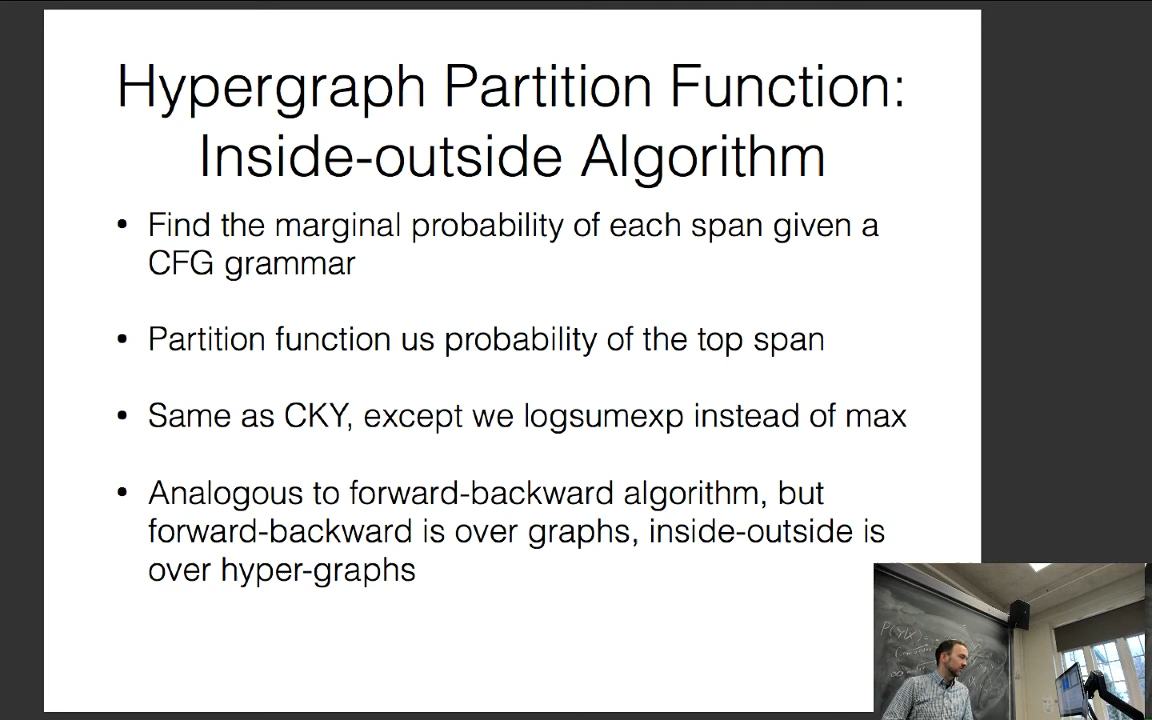 Hypergraph Partition Function:
Inside-outside Algorithm
• Find the marginal probability of each span given a
CFG grammar
• Partition function us probability of the top span
• Same as CKY, except we logsumexp instead of max
• Analogous to forward-backward algorithm, but
forward-backward is over graphs, inside-outside is
over hyper-graphs
P(Y|X)=